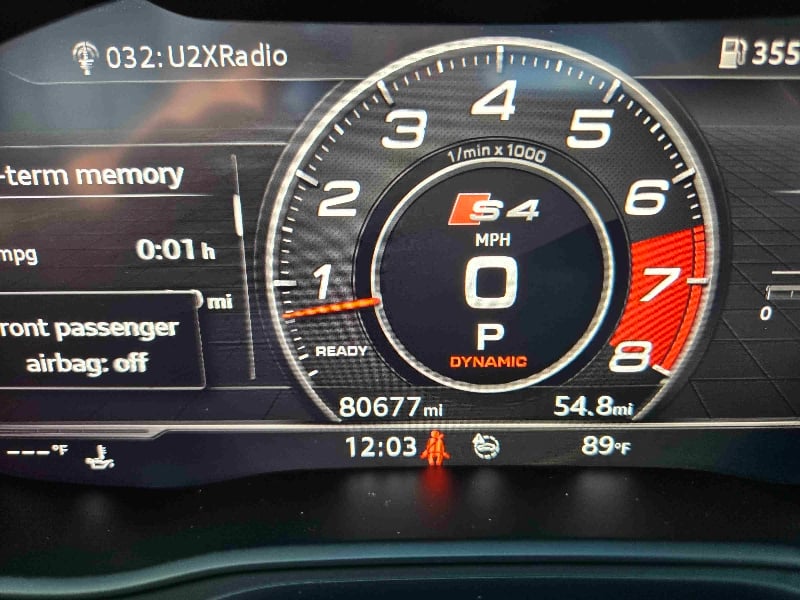 032: U2XRadio
355
-term memory
mpg
0:01 h
mi
ront passenger
airbag: off
1
2
3
4
5
6
7
8
1/min x 1000
S4
MPH
0
P
DYNAMIC
READY
0
80677 mi
54.8 mi
---°F
12:03
89°F